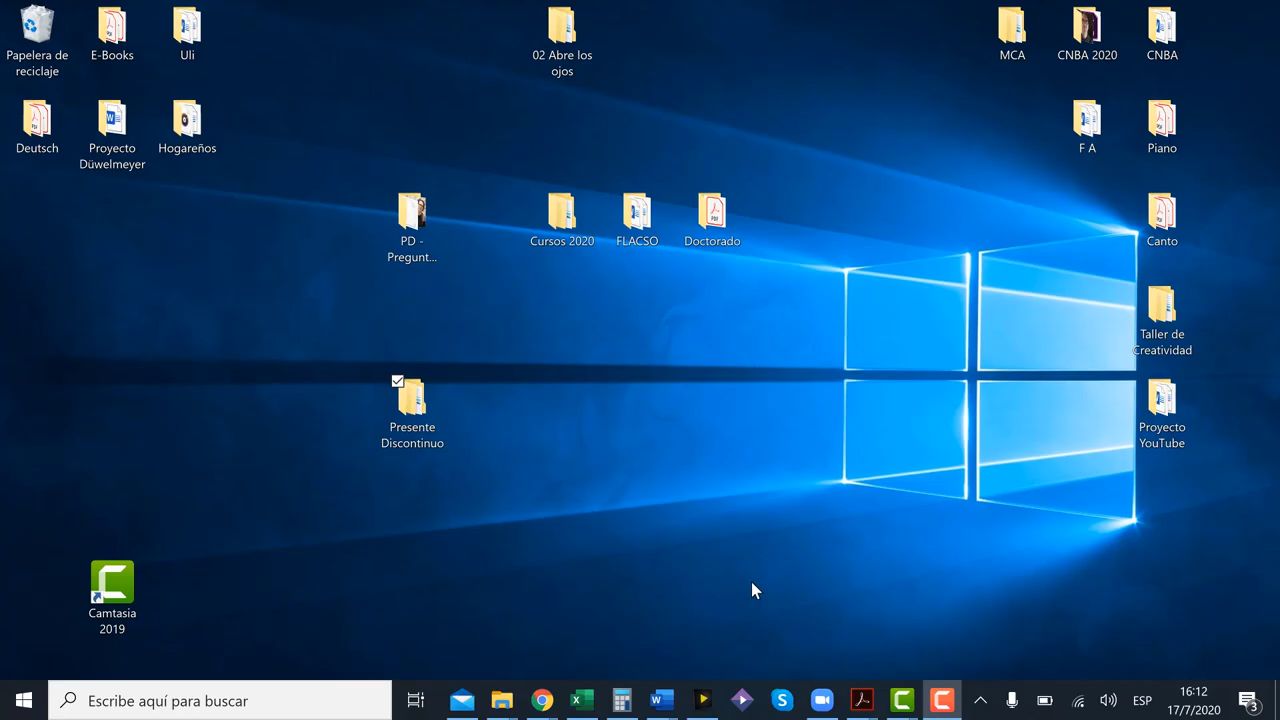 Papelera de
reciclaje
E-Books
Uli
02 Abre los
ojos
MCA
CNBA 2020
CNBA
Deutsch
Proyecto
Düwelmeyer
Hogareños
F A
Piano
PD -
Pregunt...
Cursos 2020
FLACSO
Doctorado
Canto
Taller de
Creatividad
Presente
Discontinuo
Proyecto
YouTube
Camtasia
2019
Escribe aquí para buscar
ESP
16:12
17/7/2020
3